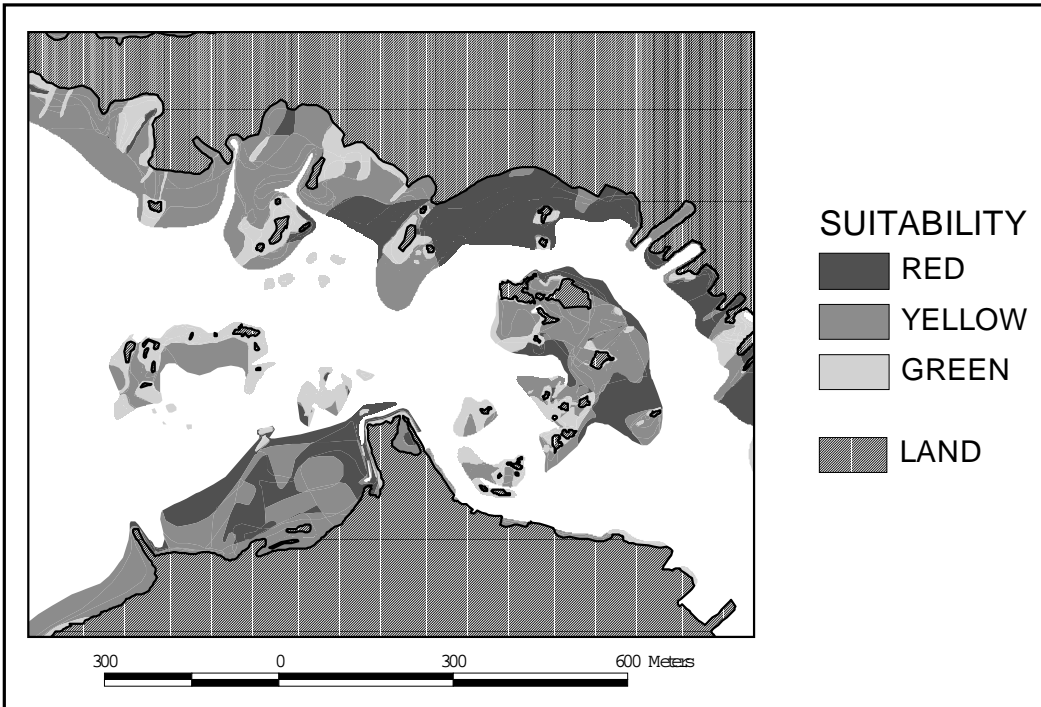 SUITABILITY
RED
YELLOW
GREEN
LAND
300 0 300 600 Meters